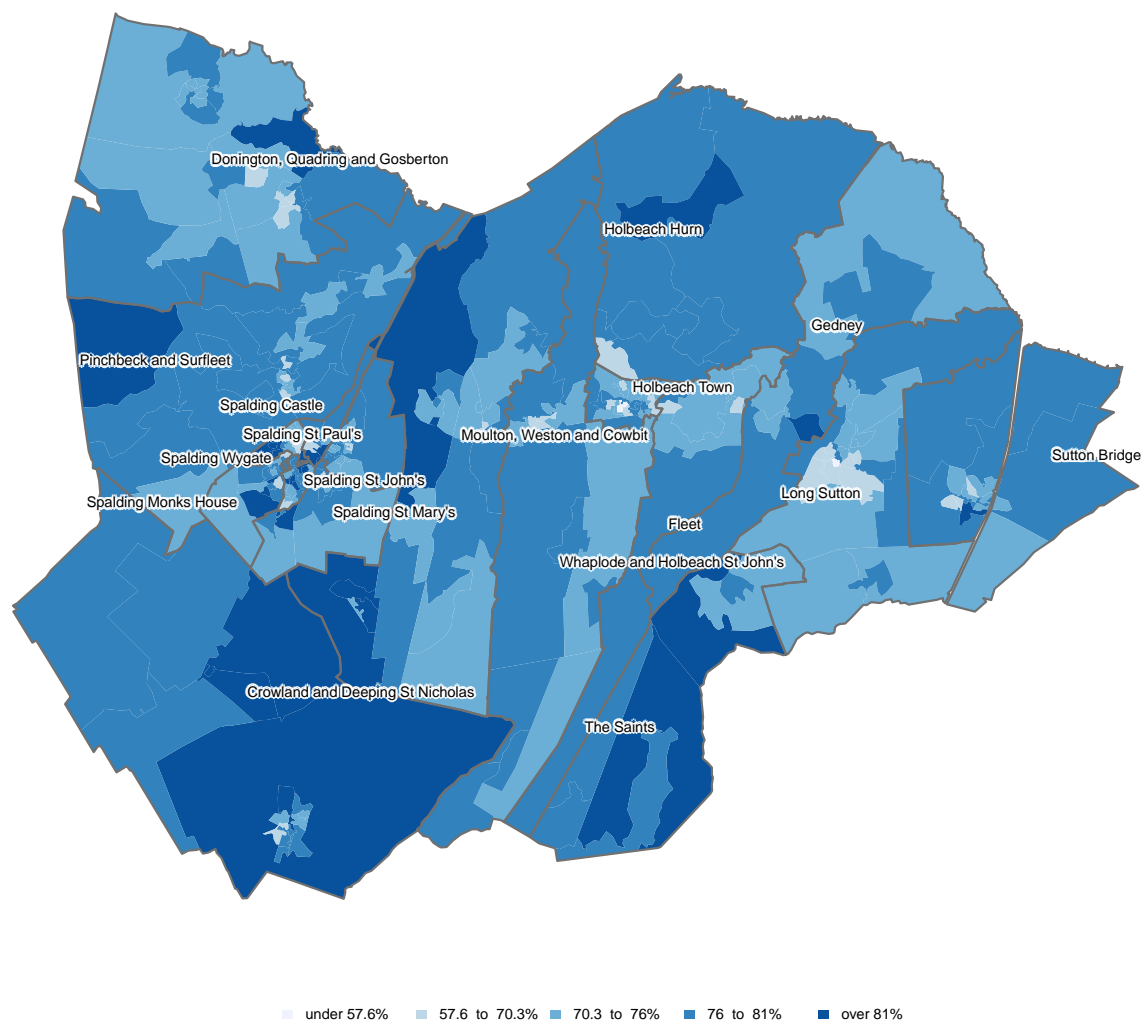 Donington, Quadring and Gosberton
Holbeach Hurn
Gedney
Pinchbeck and Surfleet
Holbeach Town
Spalding Castle
Spalding St Paul's
Moulton, Weston and Cowbit
Spalding Wygate
Sutton Bridge
Spalding St John's
Long Sutton
Spalding Monks House
Spalding St Mary's
Fleet
Whaplode and Holbeach St John's
Crowland and Deeping St Nicholas
The Saints
under 57.6% 57.6 to 70.3% 70.3 to 76% 76 to 81% over 81%